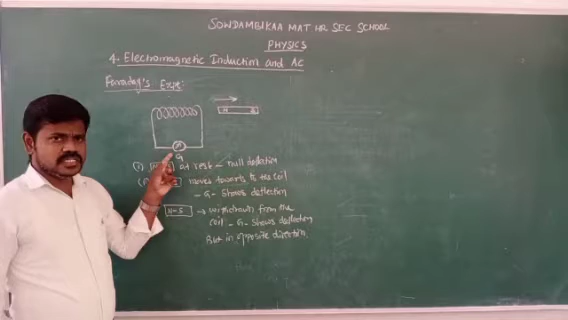 SOWDAMBIKAA MAT HR SEC SCHOOL
PHYSICS
4. Electromagnetic Induction and AC
Faraday's Expt:
G
(1) at rest – null deflection
moves towards to the coil
– G – Shows deflection
N-S → withdrawn from the
coil – G – Shows deflection
But in opposite direction.